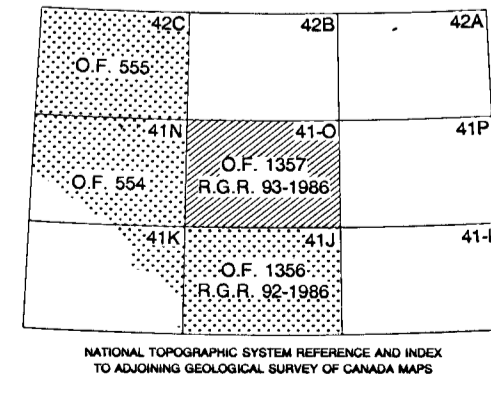 42C 42B 42A
O.F. 555
41N 41-O 41P
O.F. 554 O.F. 1357
R.G.R. 93-1986
41K 41J
O.F. 1356
R.G.R. 92-1986
NATIONAL TOPOGRAPHIC SYSTEM REFERENCE AND INDEX
TO ADJOINING GEOLOGICAL SURVEY OF CANADA MAPS